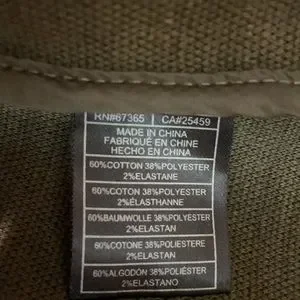 RN#67365 CA#25459
MADE IN CHINA
FABRIQUÉ EN CHINE
HECHO EN CHINA
60%COTTON 38%POLYESTER
2%ELASTANE
60%COTON 38%POLYESTER
2%ÉLASTHANNE
60%BAUMWOLLE 38%POLYESTER
2%ELASTAN
60%COTONE 38%POLIESTERE
2%ELASTAN
60%ALGODÓN 38%POLIÉSTER
2%ELASTANO